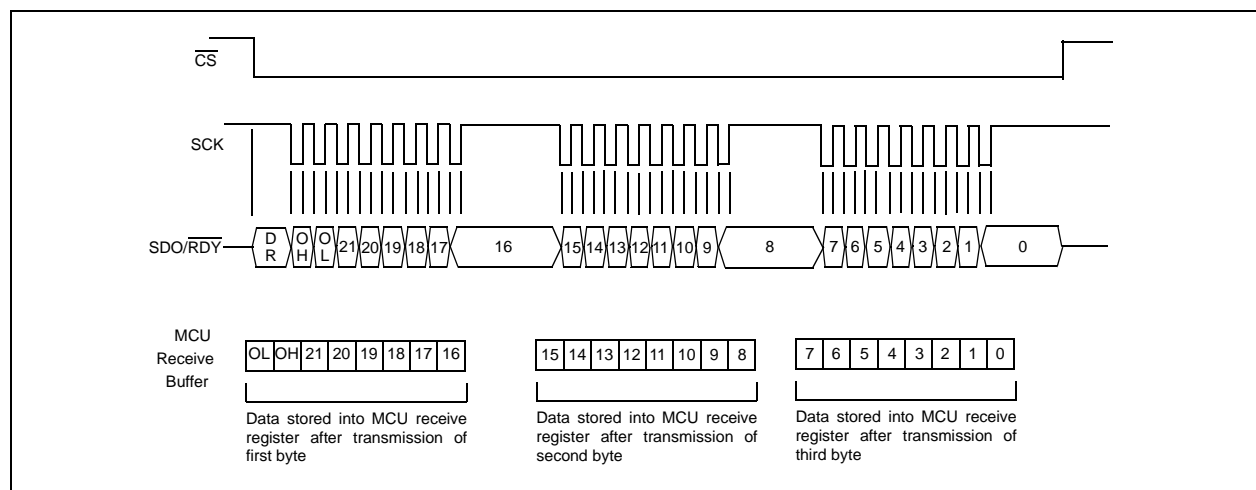 CS
SCK
SDO/RDY
D
R
O
H
O
L
21 20 19 18 17 16 15 14 13 12 11 10 9 8 7 6 5 4 3 2 1 0
MCU
Receive
Buffer
OL OH 21 20 19 18 17 16
15 14 13 12 11 10 9 8
7 6 5 4 3 2 1 0
Data stored into MCU receive
register after transmission of
first byte
Data stored into MCU receive
register after transmission of
second byte
Data stored into MCU receive
register after transmission of
third byte